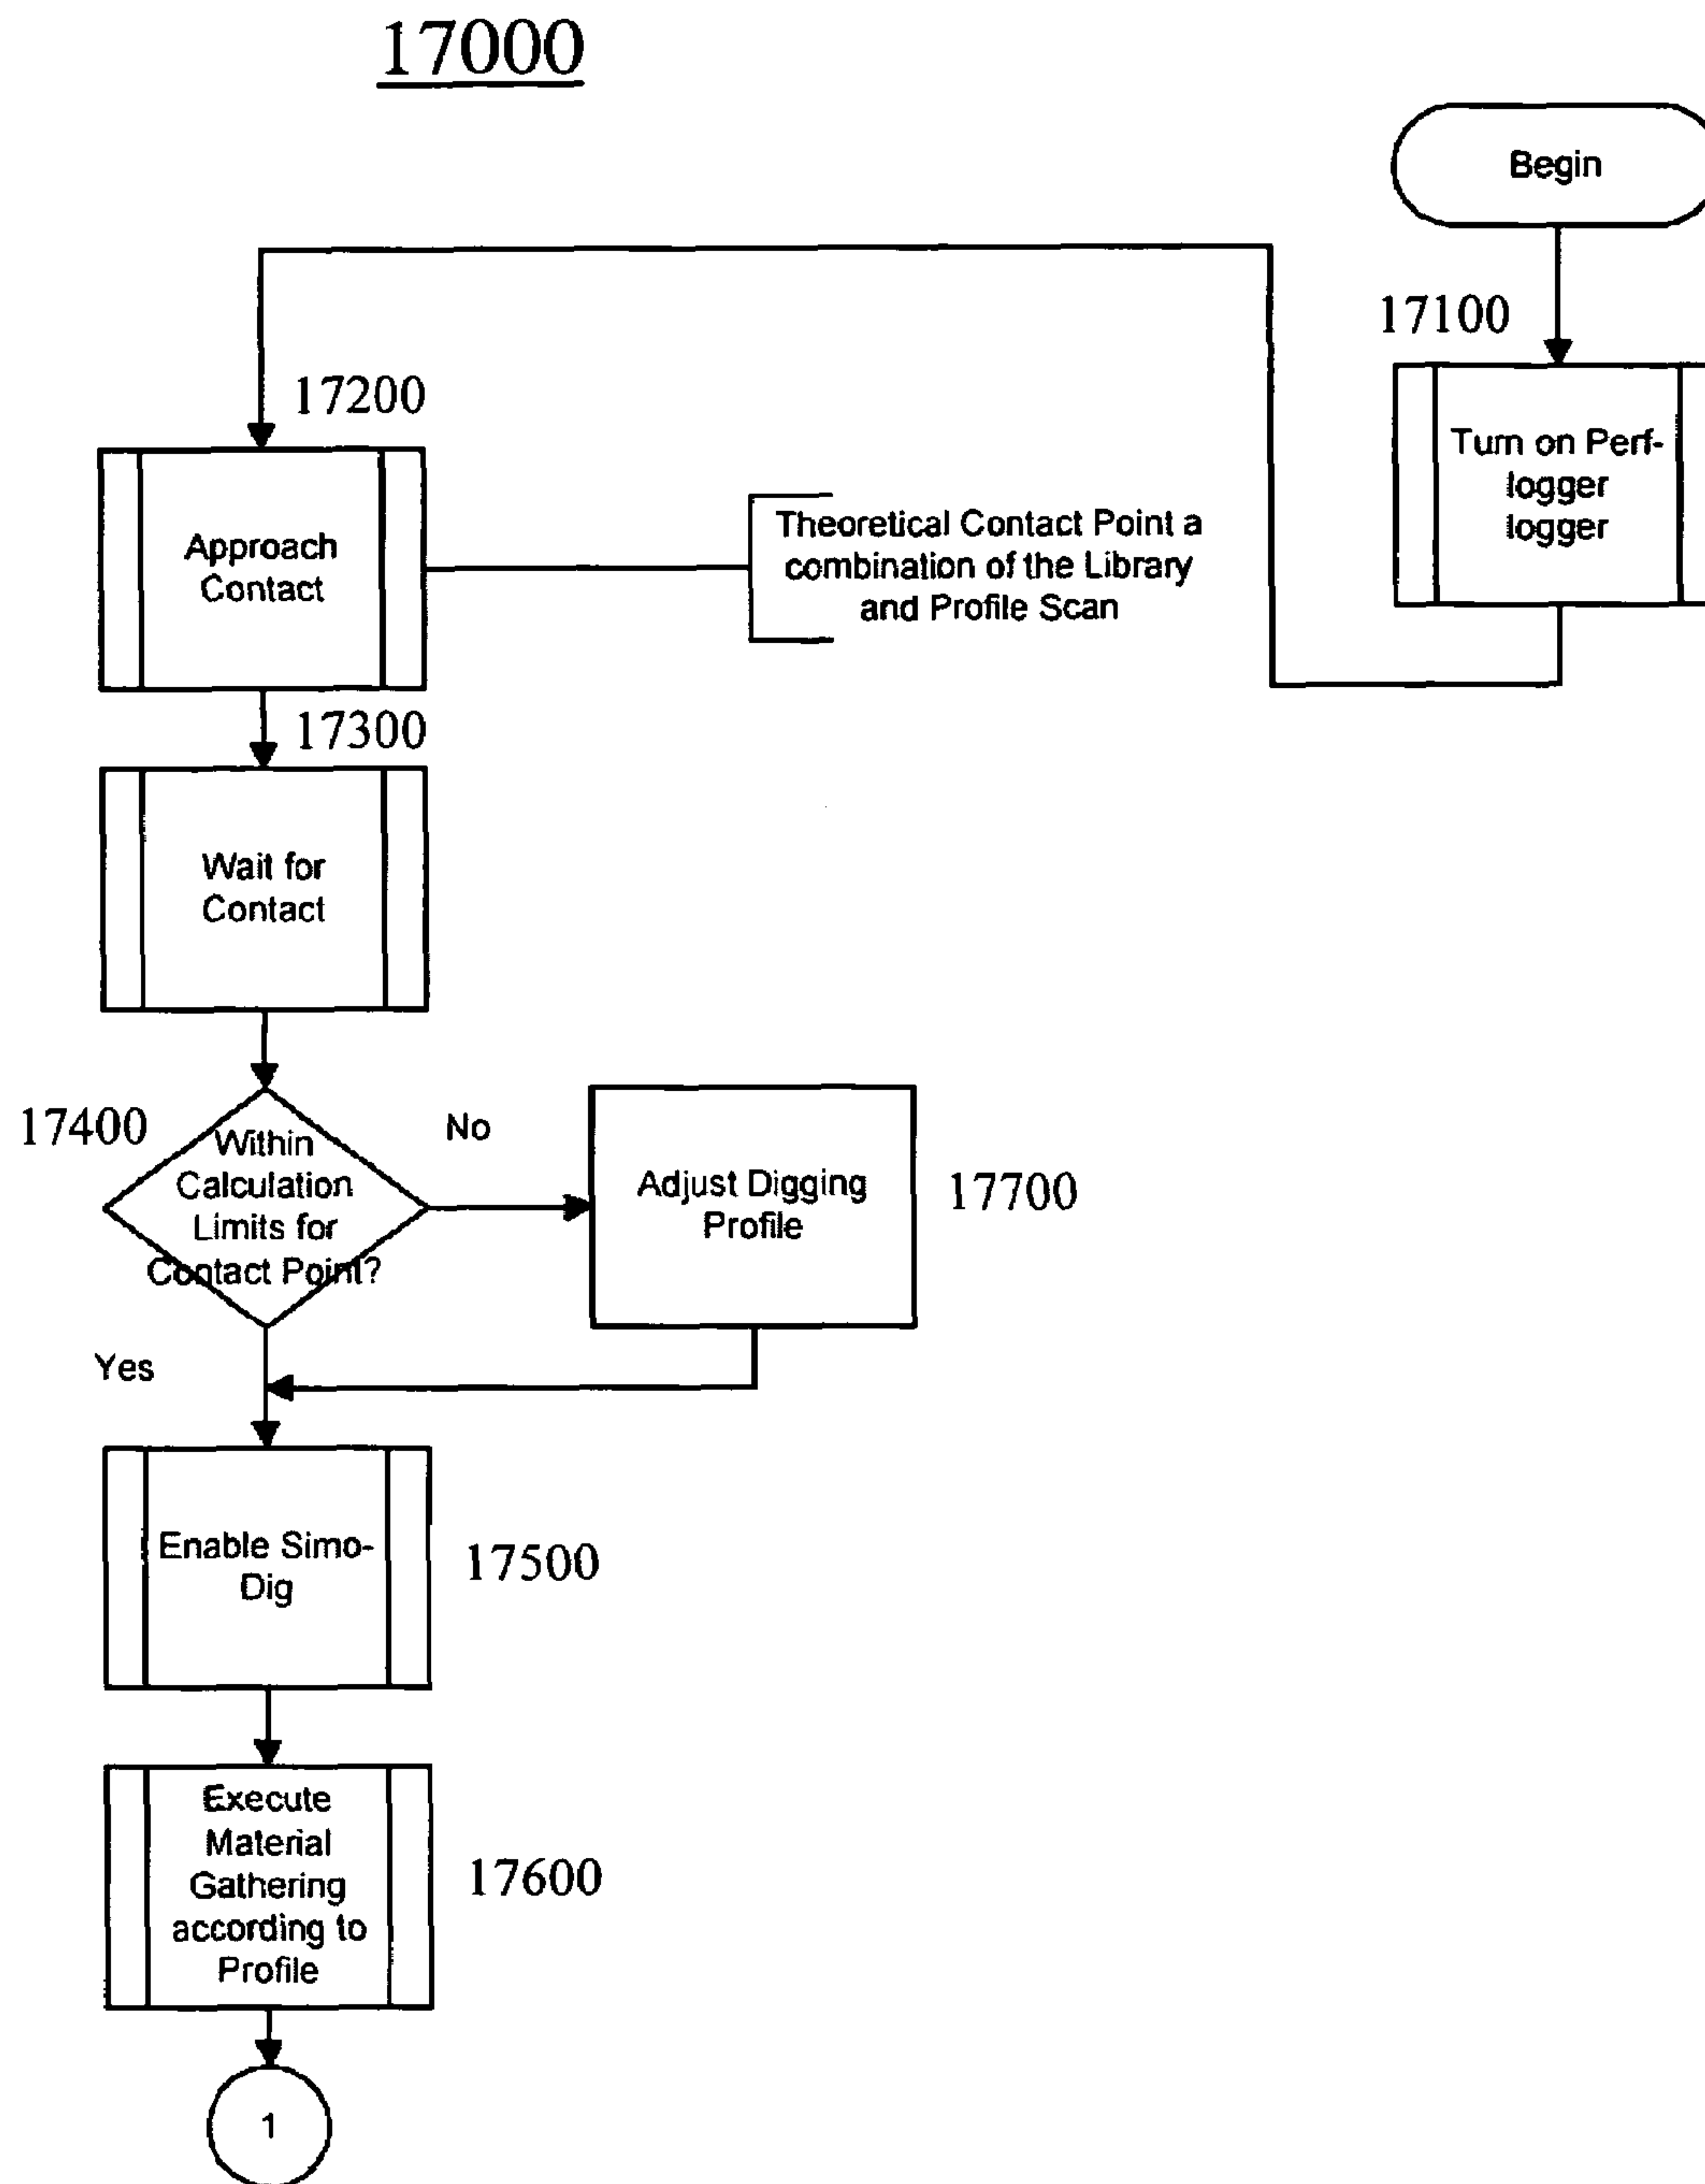 17000
Begin
17100
Turn on Perf-
logger
logger
17200
Approach
Contact
Theoretical Contact Point a
combination of the Library
and Profile Scan
17300
Wait for
Contact
17400
Within
Calculation
Limits for
Contact Point?
No
Adjust Digging
Profile
17700
Yes
Enable Simo-
Dig
17500
Execute
Material
Gathering
according to
Profile
17600
1